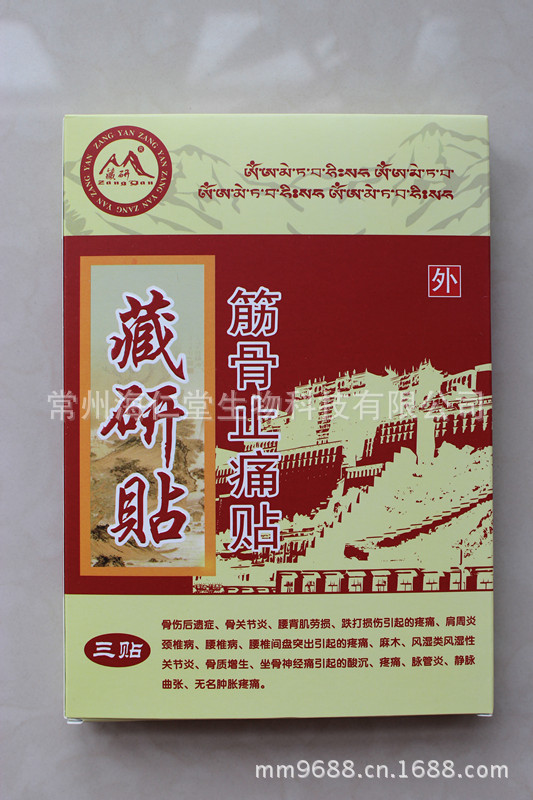 ZANG YAN ZANG YAN ZANG YAN ZANG YAN ZANG YAN
藏研
Zang Yan
外
藏研贴
筋骨止痛贴
常州海仁堂生物科技有限公司
三贴
骨伤后遗症、骨关节炎、腰背肌劳损、跌打损伤引起的疼痛、肩周炎
颈椎病、腰椎病、腰椎间盘突出引起的疼痛、麻木、风湿类风湿性
关节炎、骨质增生、坐骨神经痛引起的酸沉、疼痛、脉管炎、静脉
曲张、无名肿胀疼痛。
mm9688.cn.1688.com